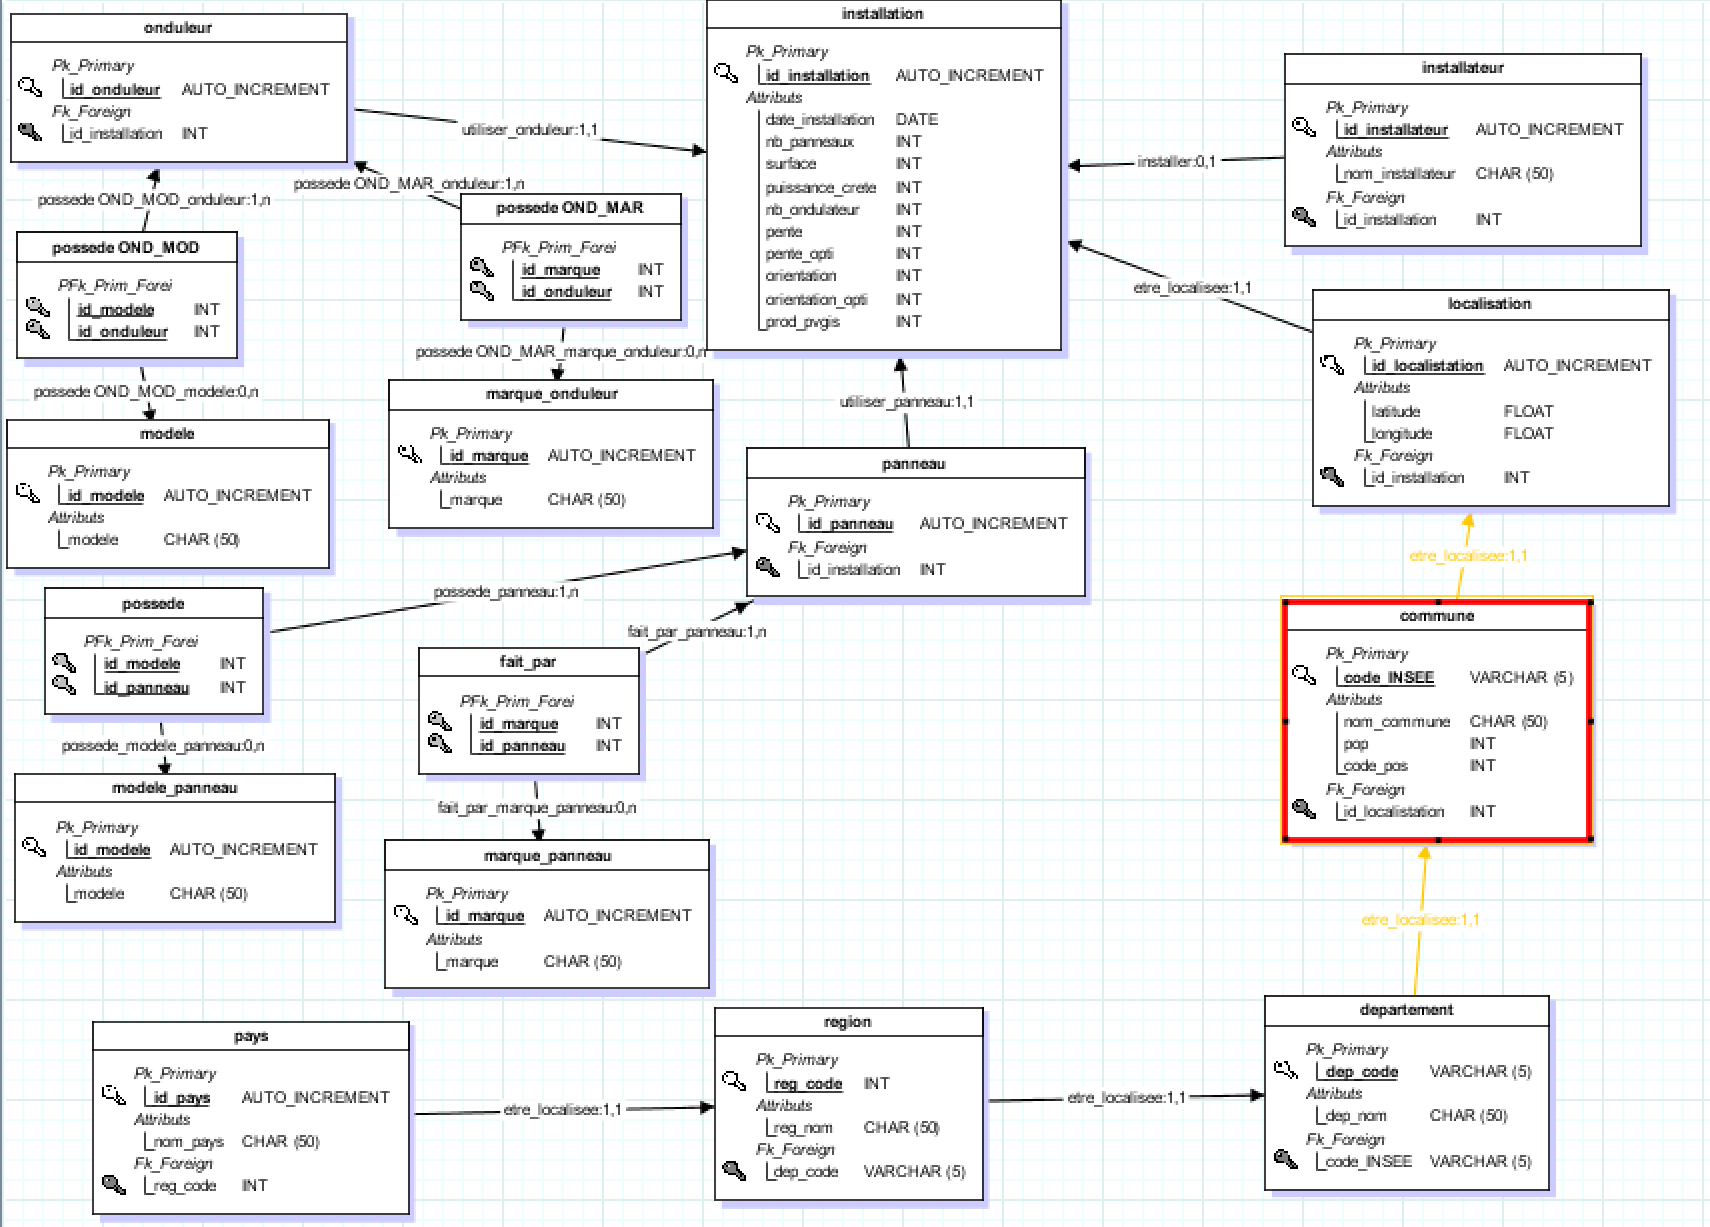 onduleur
Pk_Primary
id_onduleur AUTO_INCREMENT
Fk_Foreign
id_installation INT
utiliser_onduleur:1,1
installation
Pk_Primary
id_installation AUTO_INCREMENT
Attributs
date_installation DATE
nb_panneaux INT
surface INT
puissance_crete INT
nb_ondulateur INT
pente INT
pente_opti INT
orientation INT
orientation_opti INT
prod_pvgis INT
installateur
Pk_Primary
id_installateur AUTO_INCREMENT
Attributs
nom_installateur CHAR (50)
Fk_Foreign
id_installation INT
installer:0,1
possede OND_MOD_onduleur:1,n
possede OND_MAR_onduleur:1,n
possede OND_MOD
PFk_Prim_Forei
id_modele INT
id_onduleur INT
possede OND_MAR
PFk_Prim_Forei
id_marque INT
id_onduleur INT
etre_localisee:1,1
localisation
Pk_Primary
id_localistation AUTO_INCREMENT
Attributs
latitude FLOAT
longitude FLOAT
Fk_Foreign
id_installation INT
possede OND_MOD_modele:0,n
possede OND_MAR_marque_onduleur:0,n
modele
Pk_Primary
id_modele AUTO_INCREMENT
Attributs
modele CHAR (50)
marque_onduleur
Pk_Primary
id_marque AUTO_INCREMENT
Attributs
marque CHAR (50)
utiliser_panneau:1,1
panneau
Pk_Primary
id_panneau AUTO_INCREMENT
Fk_Foreign
id_installation INT
etre_localisee:1,1
possede_panneau:1,n
fait_par_panneau:1,n
possede
PFk_Prim_Forei
id_modele INT
id_panneau INT
fait_par
PFk_Prim_Forei
id_marque INT
id_panneau INT
commune
Pk_Primary
code_INSEE VARCHAR (5)
Attributs
nom_commune CHAR (50)
pop INT
code_pos INT
Fk_Foreign
id_localistation INT
possede_modele_panneau:0,n
fait_par_marque_panneau:0,n
modele_panneau
Pk_Primary
id_modele AUTO_INCREMENT
Attributs
modele CHAR (50)
marque_panneau
Pk_Primary
id_marque AUTO_INCREMENT
Attributs
marque CHAR (50)
etre_localisee:1,1
pays
Pk_Primary
id_pays AUTO_INCREMENT
Attributs
nom_pays CHAR (50)
Fk_Foreign
reg_code INT
etre_localisee:1,1
region
Pk_Primary
reg_code INT
Attributs
reg_nom CHAR (50)
Fk_Foreign
dep_code VARCHAR (5)
etre_localisee:1,1
departement
Pk_Primary
dep_code VARCHAR (5)
Attributs
dep_nom CHAR (50)
Fk_Foreign
code_INSEE VARCHAR (5)